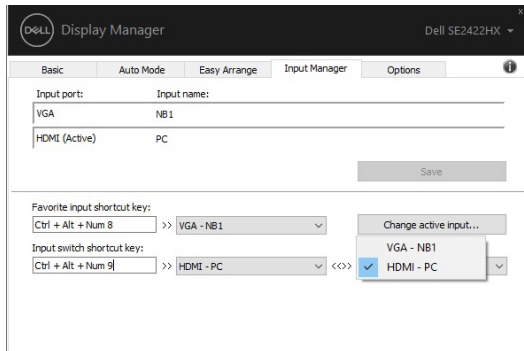 DELL Display Manager Dell SE2422HX
Basic Auto Mode Easy Arrange Input Manager Options
Input port: Input name:
VGA NB1
HDMI (Active) PC
Save
Favorite input shortcut key:
Ctrl + Alt + Num 8 >> VGA - NB1 Change active input...
Input switch shortcut key:
VGA - NB1
Ctrl + Alt + Num 9 >> HDMI - PC <<>> HDMI - PC